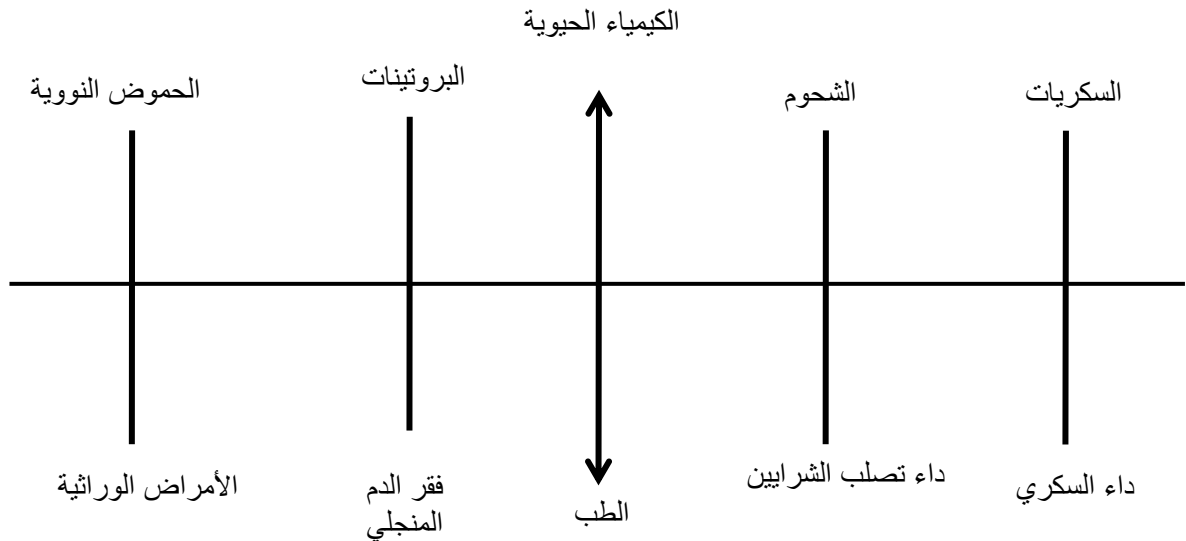 الكيمياء الحيوية
السكريات
الشحوم
البروتينات
الحموض النووية
داء السكري
داء تصلب الشرايين
الطب
فقر الدم
المنجلي
الأمراض الوراثية